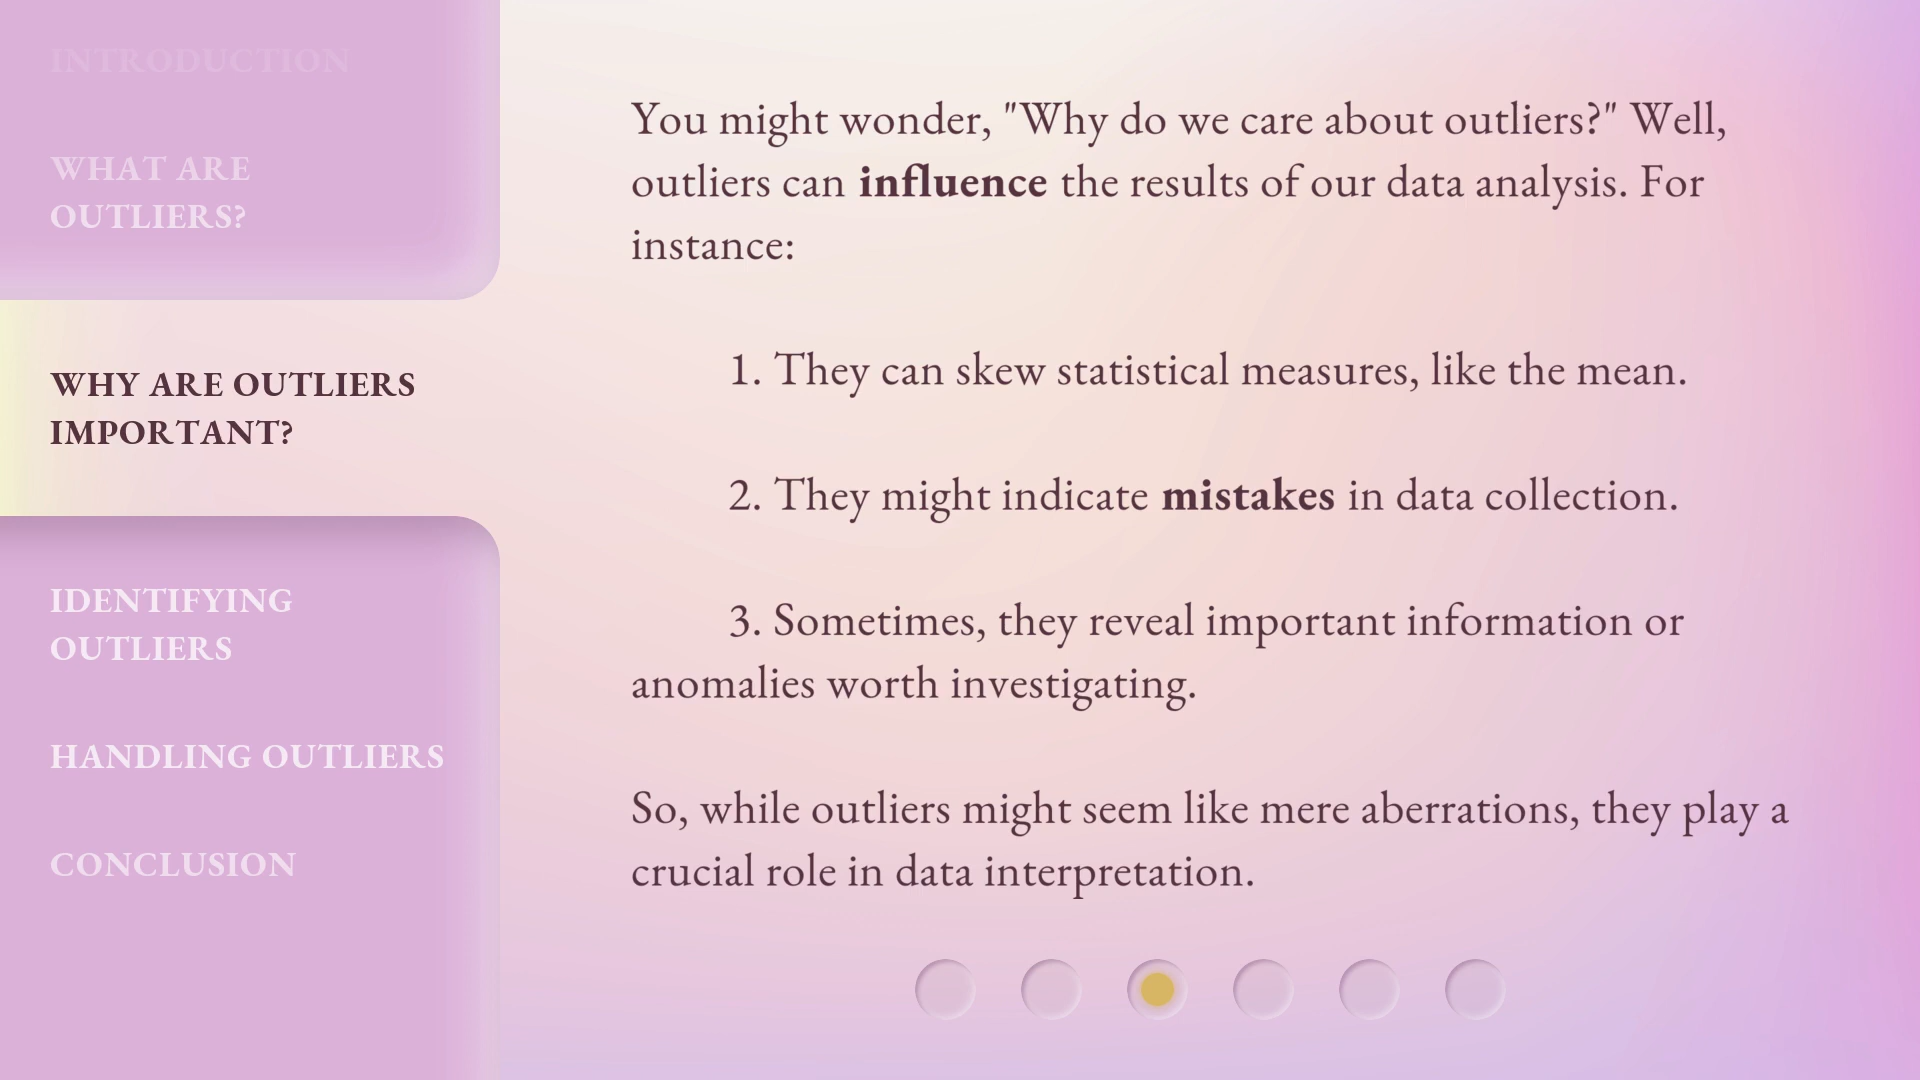 INTRODUCTION
WHAT ARE
OUTLIERS?
WHY ARE OUTLIERS
IMPORTANT?
IDENTIFYING
OUTLIERS
HANDLING OUTLIERS
CONCLUSION
You might wonder, "Why do we care about outliers?" Well,
outliers can influence the results of our data analysis. For
instance:
1. They can skew statistical measures, like the mean.
2. They might indicate mistakes in data collection.
3. Sometimes, they reveal important information or
anomalies worth investigating.
So, while outliers might seem like mere aberrations, they play a
crucial role in data interpretation.